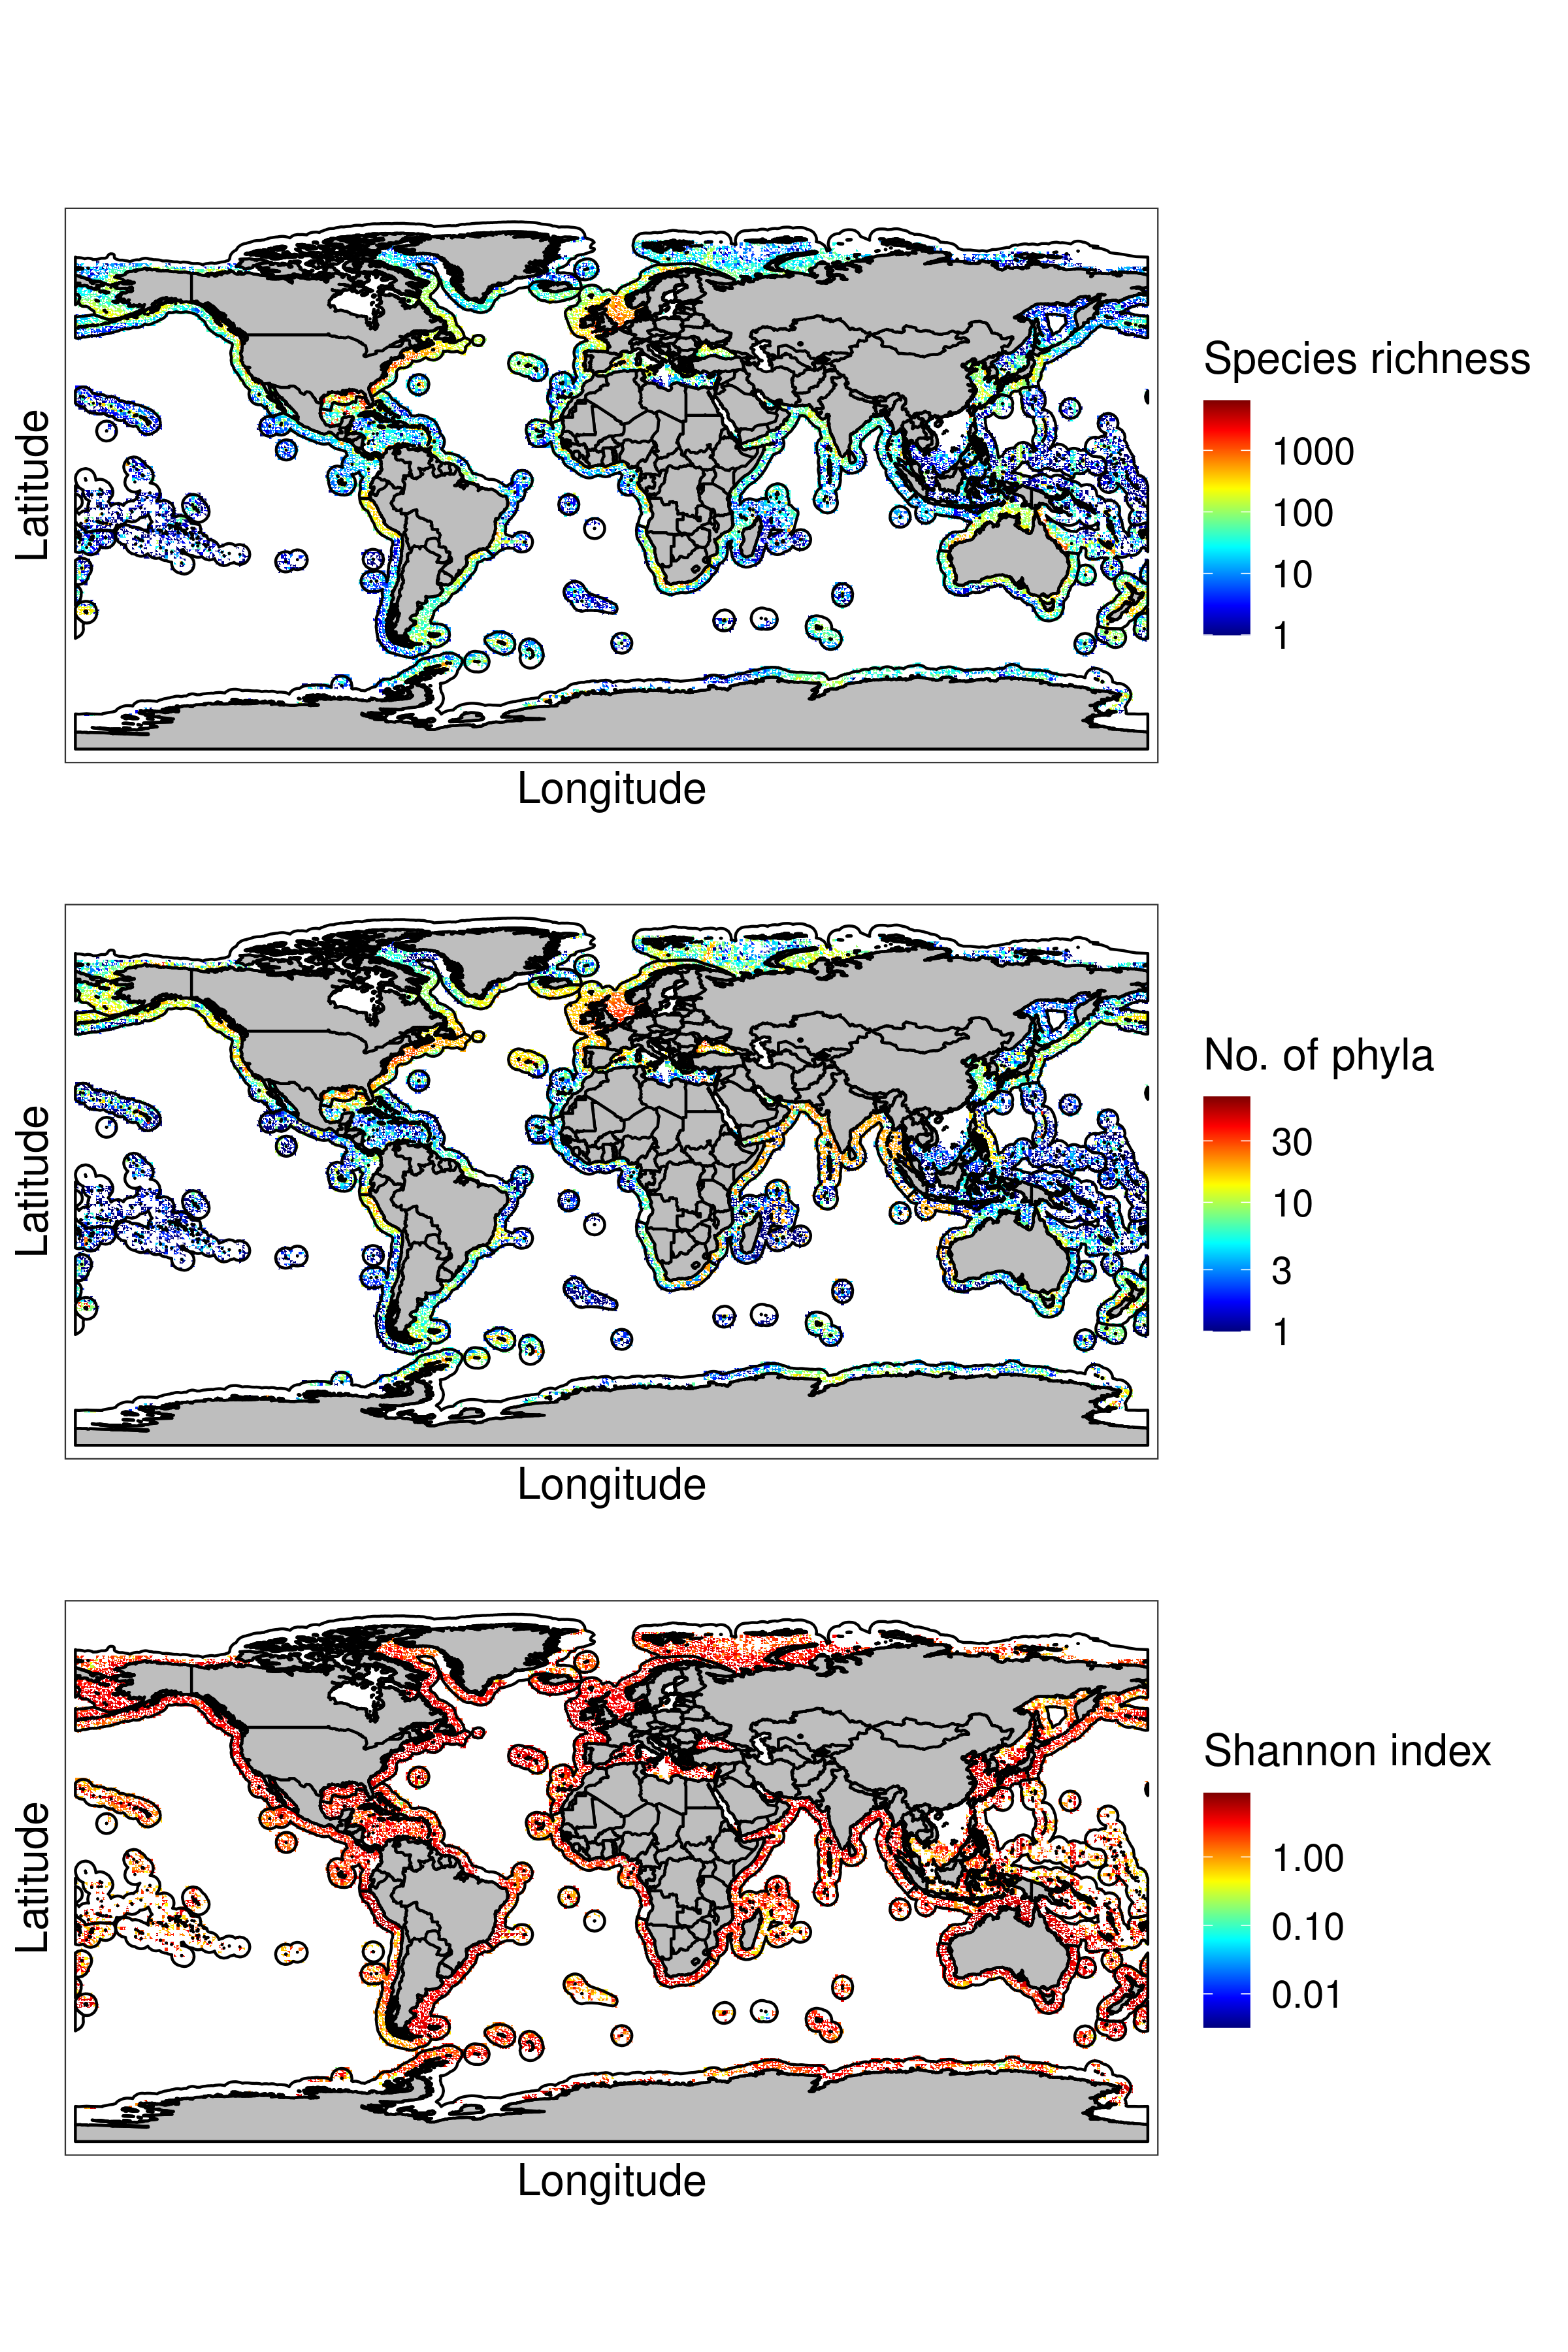 Species richness
1000
100
10
1
Latitude
Longitude
No. of phyla
30
10
3
1
Latitude
Longitude
Shannon index
1.00
0.10
0.01
Latitude
Longitude